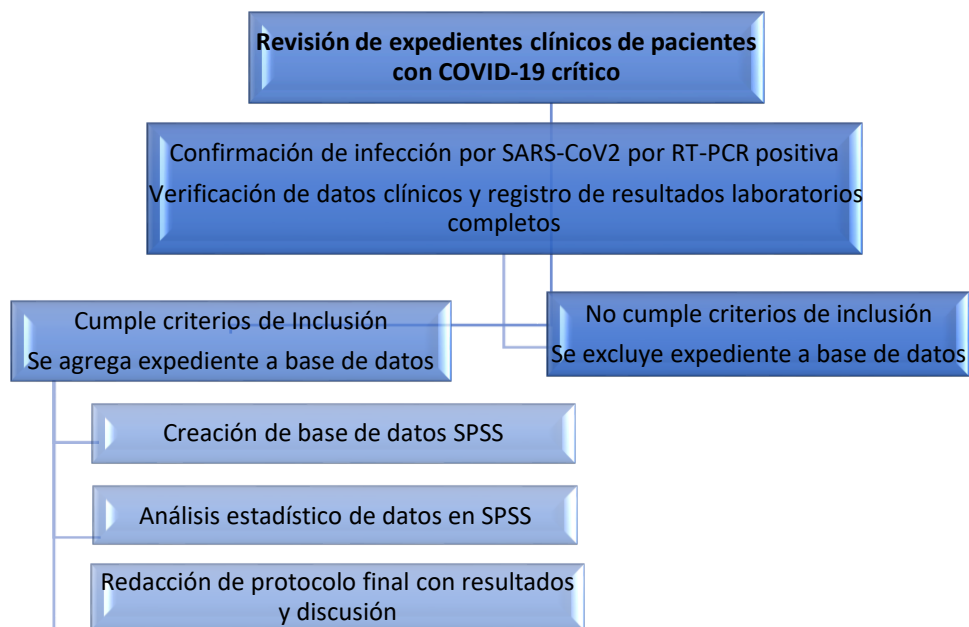 Revisión de expedientes clínicos de pacientes
con COVID-19 crítico
Confirmación de infección por SARS-CoV2 por RT-PCR positiva
Verificación de datos clínicos y registro de resultados laboratorios
completos
Cumple criterios de Inclusión
Se agrega expediente a base de datos
No cumple criterios de inclusión
Se excluye expediente a base de datos
Creación de base de datos SPSS
Análisis estadístico de datos en SPSS
Redacción de protocolo final con resultados
y discusión